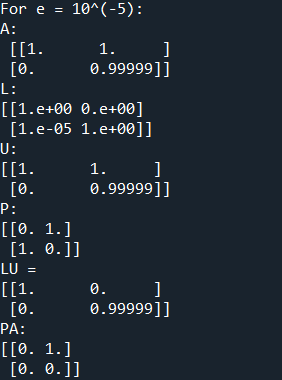 For e = 10^(-5):
A:
 [[1.      1.     ]
 [0.      0.99999]]
L:
[[1.e+00 0.e+00]
 [1.e-05 1.e+00]]
U:
[[1.      1.     ]
 [0.      0.99999]]
P:
[[0. 1.]
 [1. 0.]]
LU =
[[1.      0.     ]
 [0.      0.99999]]
PA:
[[0. 1.]
 [0. 0.]]